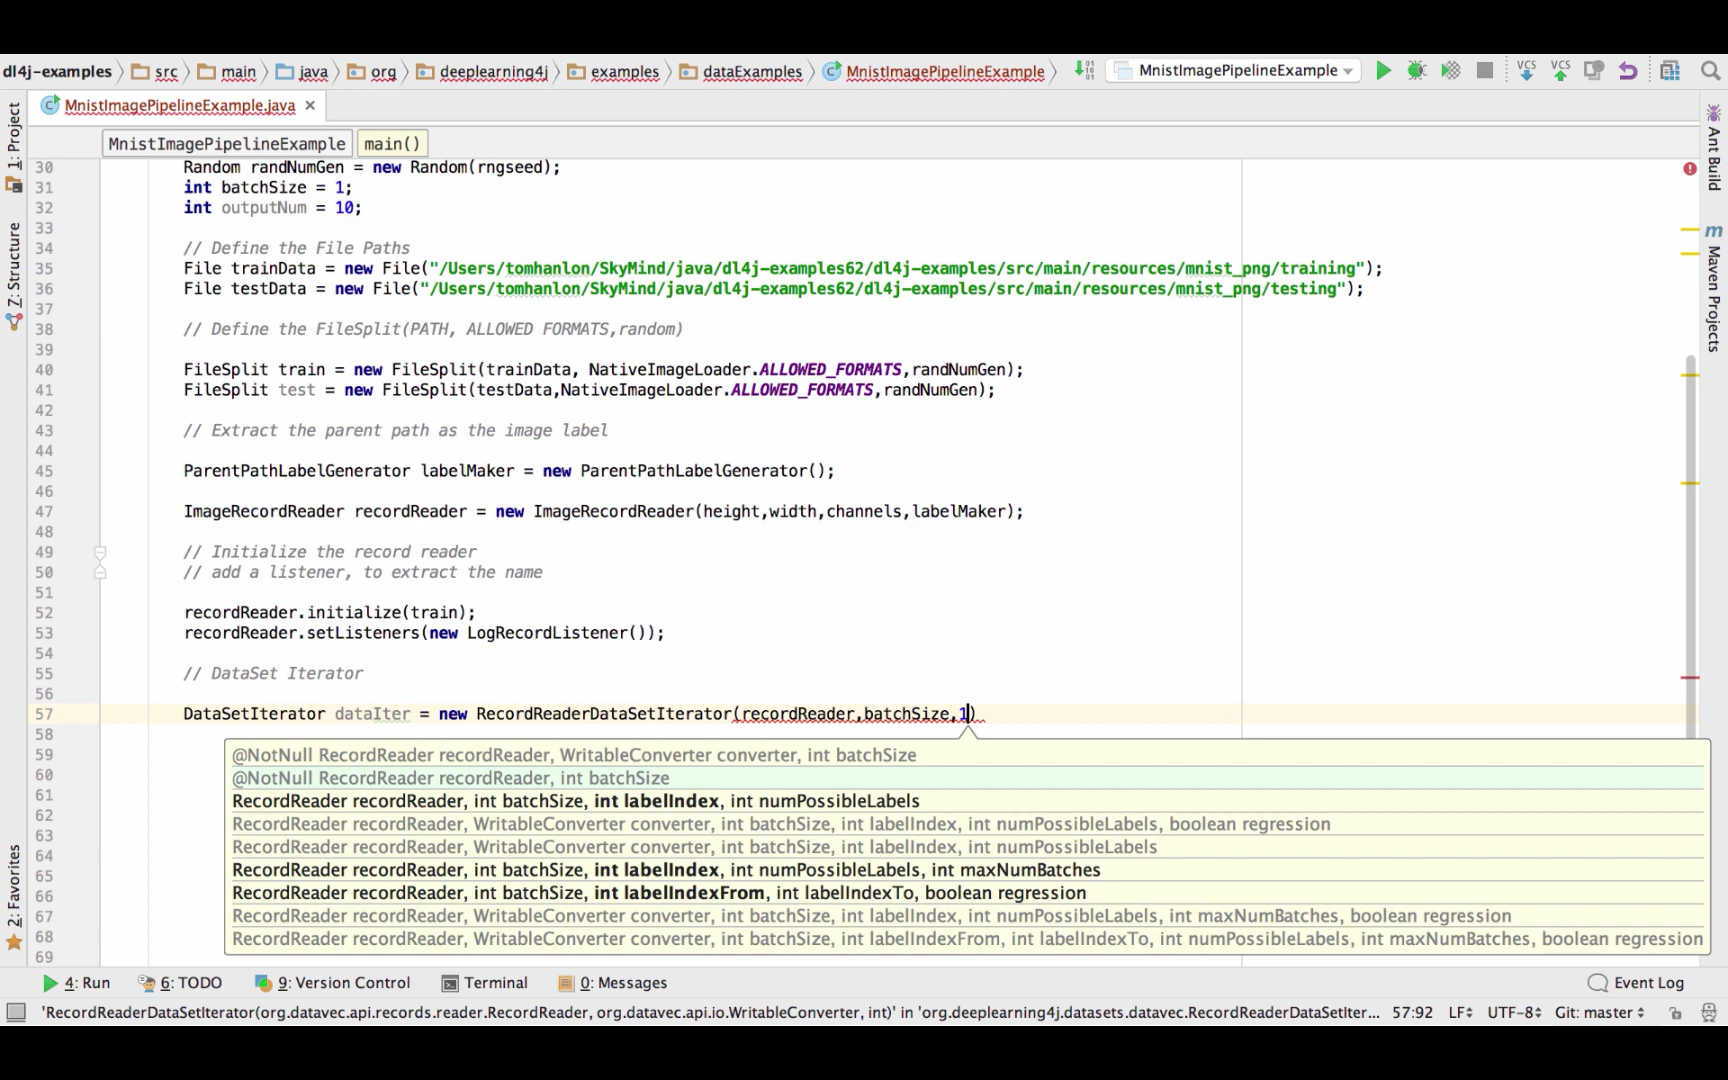 dl4j-examples src main java org deeplearning4j examples dataExamples MnistImagePipelineExample MnistImagePipelineExample VCS VCS
MnistImagePipelineExample.java
MnistImagePipelineExample main()
1: Project
Z: Structure
2: Favorites
30 Random randNumGen = new Random(rngseed);
31 int batchSize = 1;
32 int outputNum = 10;
33
34 // Define the File Paths
35 File trainData = new File("/Users/tomhanlon/SkyMind/java/dl4j-examples62/dl4j-examples/src/main/resources/mnist_png/training");
36 File testData = new File("/Users/tomhanlon/SkyMind/java/dl4j-examples62/dl4j-examples/src/main/resources/mnist_png/testing");
37
38 // Define the FileSplit(PATH, ALLOWED FORMATS,random)
39
40 FileSplit train = new FileSplit(trainData, NativeImageLoader.ALLOWED_FORMATS,randNumGen);
41 FileSplit test = new FileSplit(testData,NativeImageLoader.ALLOWED_FORMATS,randNumGen);
42
43 // Extract the parent path as the image label
44
45 ParentPathLabelGenerator labelMaker = new ParentPathLabelGenerator();
46
47 ImageRecordReader recordReader = new ImageRecordReader(height,width,channels,labelMaker);
48
49 // Initialize the record reader
50 // add a listener, to extract the name
51
52 recordReader.initialize(train);
53 recordReader.setListeners(new LogRecordListener());
54
55 // DataSet Iterator
56
57 DataSetIterator dataIter = new RecordReaderDataSetIterator(recordReader,batchSize,1)
58
59 @NotNull RecordReader recordReader, WritableConverter converter, int batchSize
60 @NotNull RecordReader recordReader, int batchSize
61 RecordReader recordReader, int batchSize, int labelIndex, int numPossibleLabels
62 RecordReader recordReader, WritableConverter converter, int batchSize, int labelIndex, int numPossibleLabels, boolean regression
63 RecordReader recordReader, WritableConverter converter, int batchSize, int labelIndex, int numPossibleLabels
64 RecordReader recordReader, int batchSize, int labelIndex, int numPossibleLabels, int maxNumBatches
65
66 RecordReader recordReader, int batchSize, int labelIndexFrom, int labelIndexTo, boolean regression
67 RecordReader recordReader, WritableConverter converter, int batchSize, int labelIndex, int numPossibleLabels, int maxNumBatches, boolean regression
68 RecordReader recordReader, WritableConverter converter, int batchSize, int labelIndexFrom, int labelIndexTo, int numPossibleLabels, int maxNumBatches, boolean regression
69
Ant Build
m Maven Projects
4: Run 6: TODO 9: Version Control Terminal 0: Messages Event Log
'RecordReaderDataSetIterator(org.datavec.api.records.reader.RecordReader, org.datavec.api.io.WritableConverter, int)' in 'org.deeplearning4j.datasets.datavec.RecordReaderDataSetIter... 57:92 LF UTF-8 Git: master